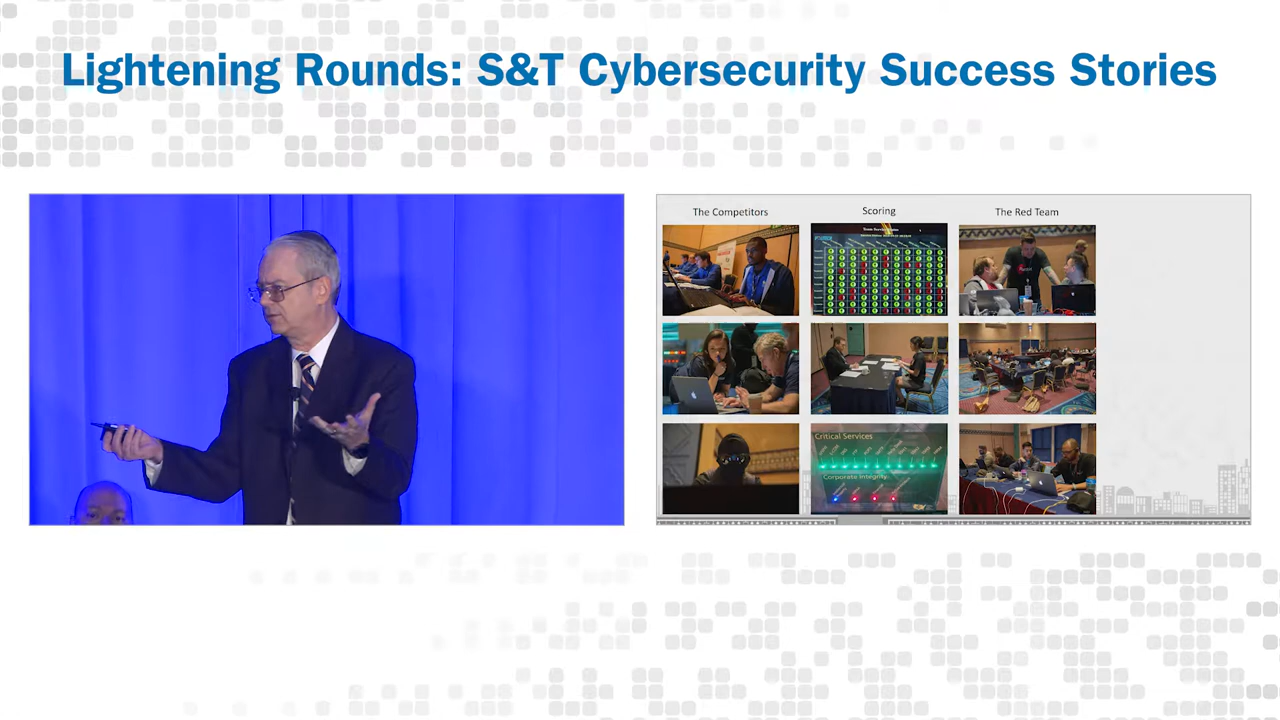 Lightening Rounds: S&T Cybersecurity Success Stories
The Competitors
Scoring
The Red Team
Critical Services
Corporate Integrity